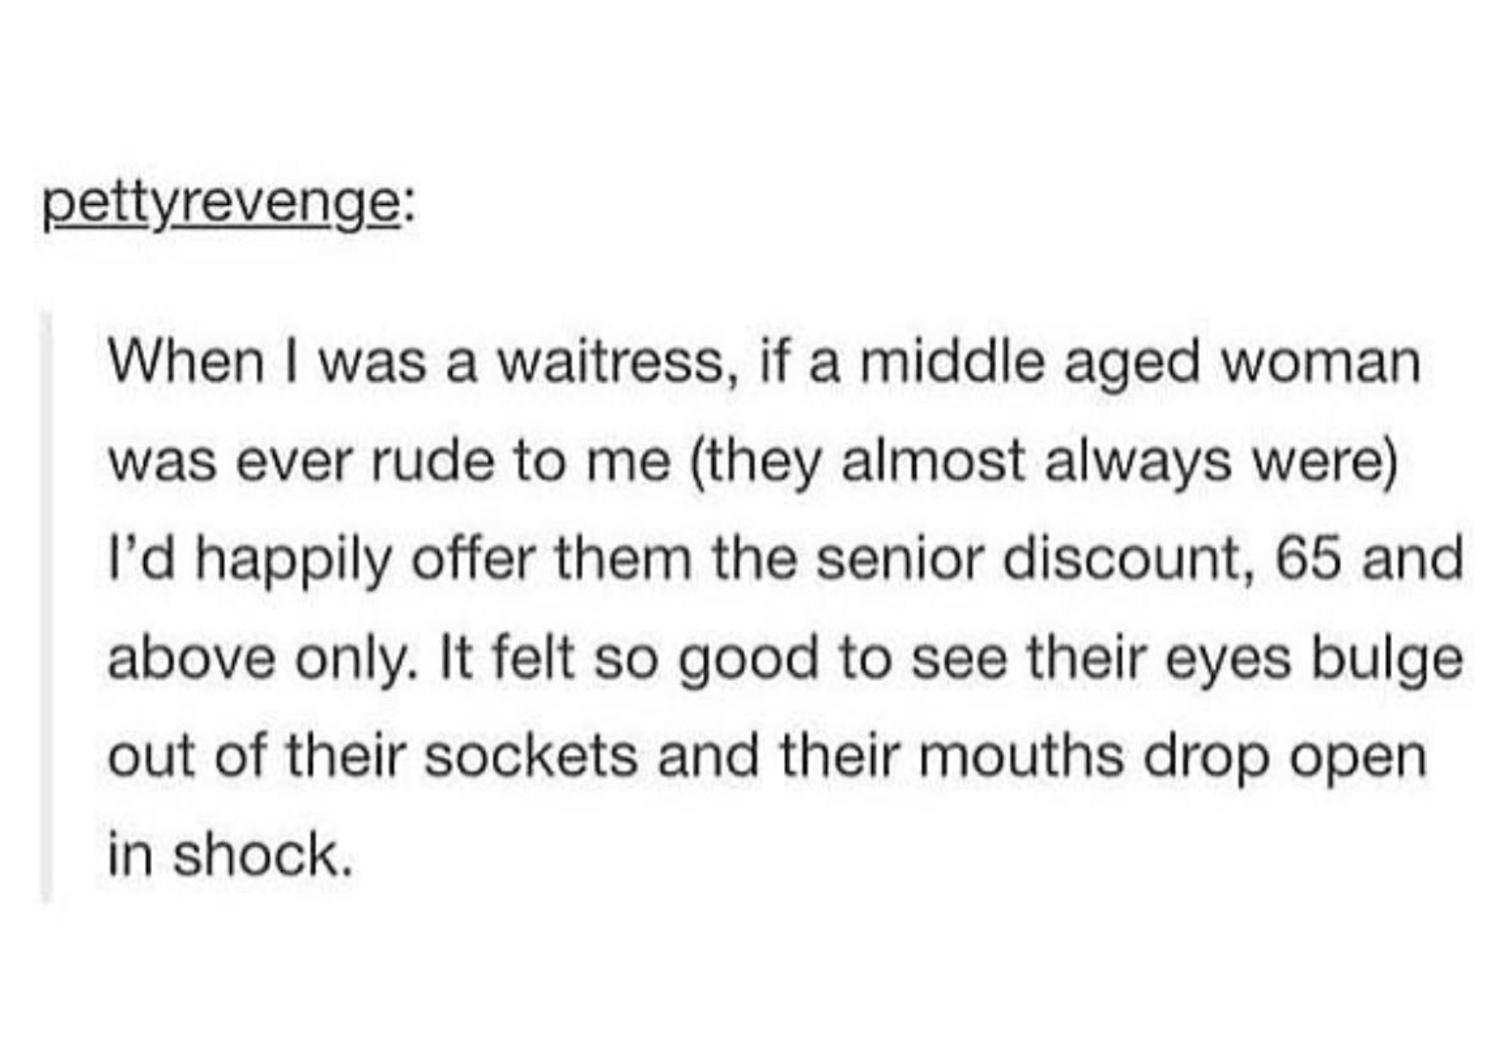 pettyrevenge:
When I was a waitress, if a middle aged woman
was ever rude to me (they almost always were)
I’d happily offer them the senior discount, 65 and
above only. It felt so good to see their eyes bulge
out of their sockets and their mouths drop open
in shock.